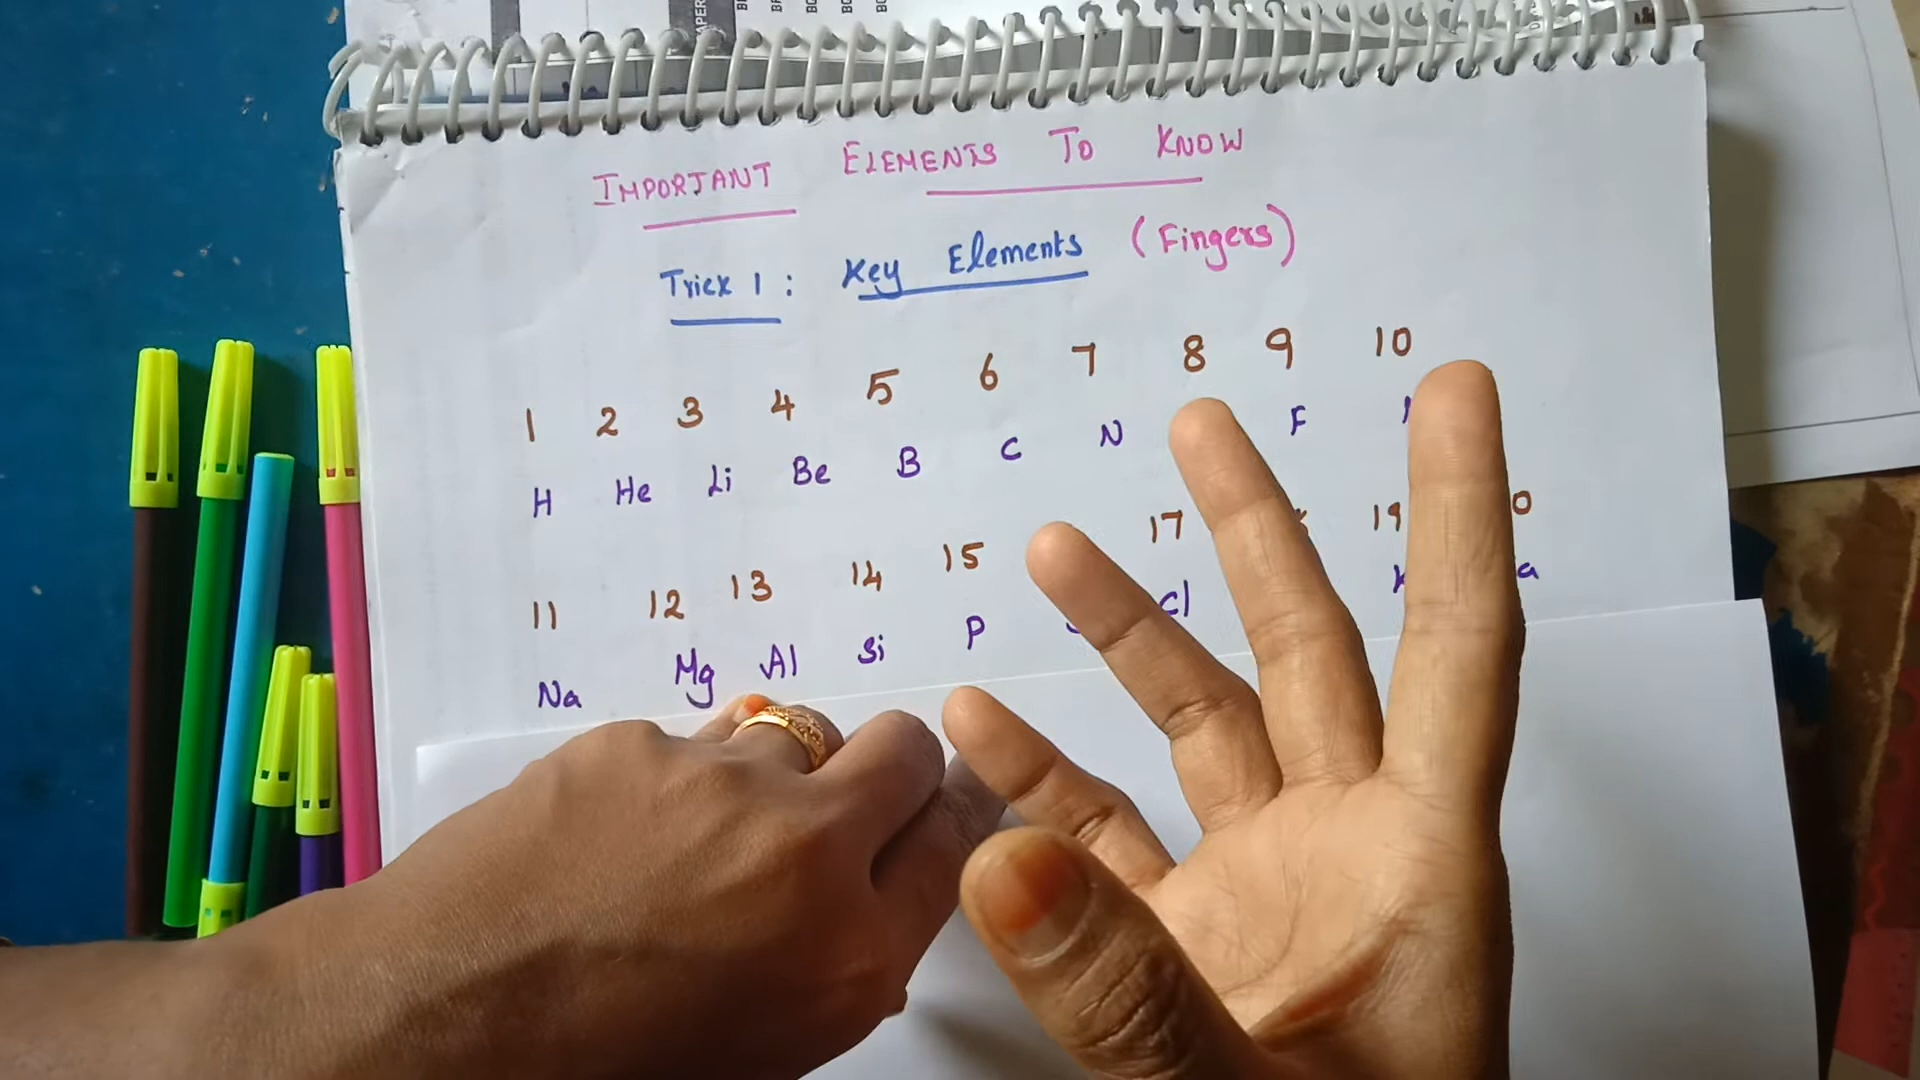 IMPORTANT ELEMENTS TO KNOW
Trick 1 : Key Elements (Fingers)
1 2 3 4 5 6 7 8 9 10
H He Li Be B C N F
11 12 13 14 15 17 19
Na Mg Al Si P Cl